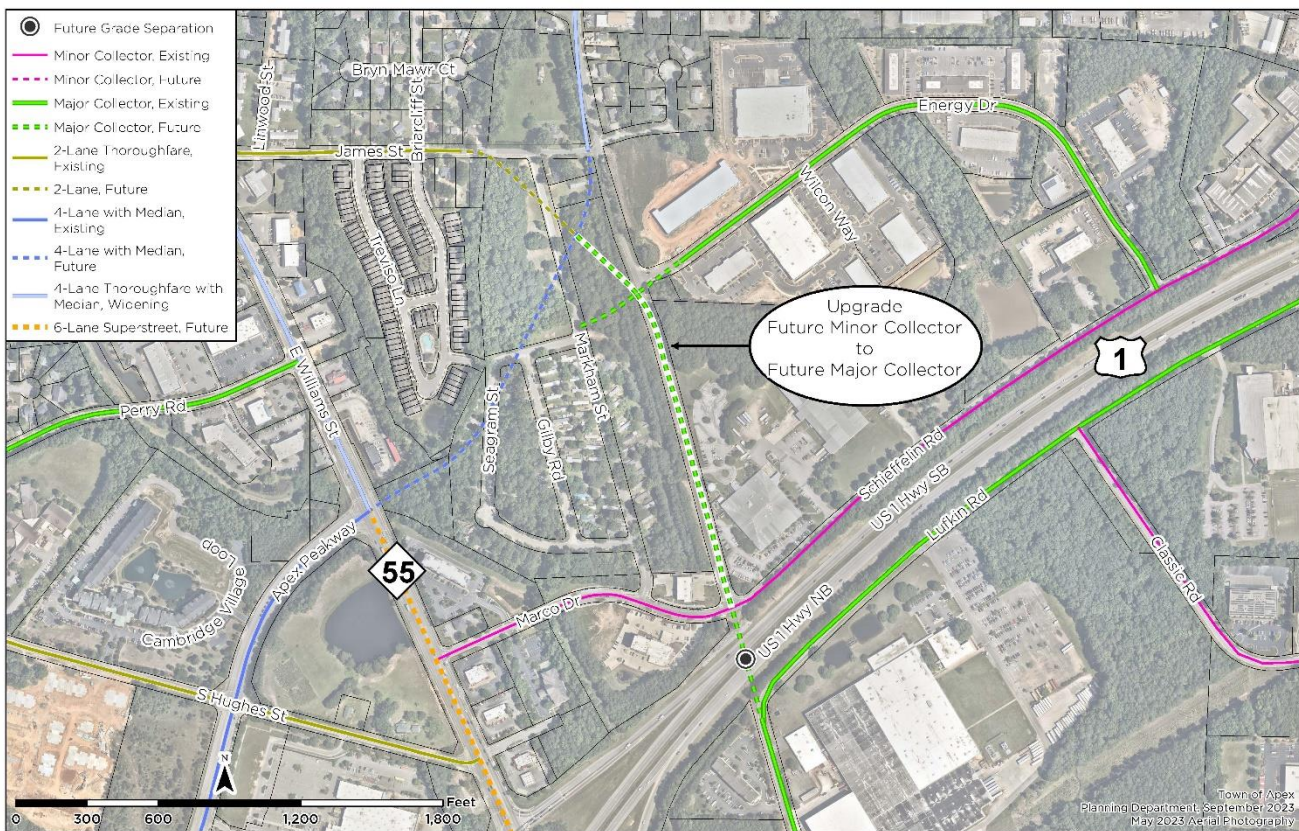 Future Grade Separation
Minor Collector, Existing
Minor Collector, Future
Major Collector, Existing
Major Collector, Future
2-Lane Thoroughfare,
Existing
2-Lane, Future
4-Lane with Median,
Existing
4-Lane with Median,
Future
4-Lane Thoroughfare with
Median, Widening
6-Lane Superstreet, Future
Linwood St
Bryn Mawr Ct
Briarcliff St
James St
Energy Dr
Wilcon Way
Treviso Ln
Upgrade
Future Minor Collector
to
Future Major Collector
1
E Williams St
Markham St
Perry Rd
Seagram St
Gilby Rd
Schieffelin Rd
US 1 Hwy SB
Lufkin Rd
Classic Rd
Apex Peakway
55
Cambridge Village
Loop
Marco Dr
US 1 Hwy NB
S Hughes St
N
Feet
0 300 600 1,200 1,800
Town of Apex
Planning Department, September 2023
May 2023 Aerial Photography